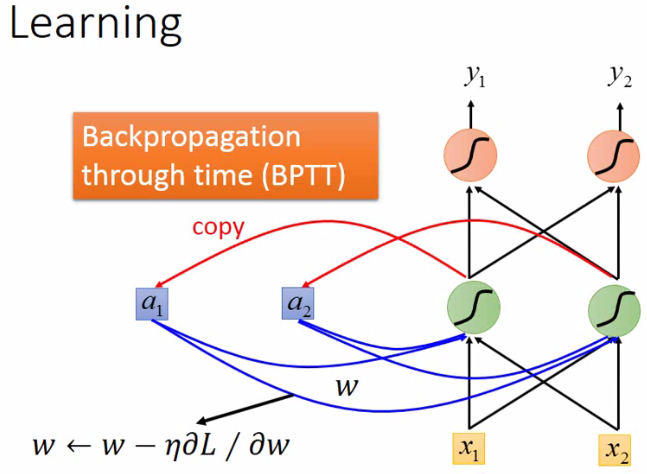 Learning
y₁ y₂
Backpropagation
through time (BPTT)
copy
a₁ a₂
w
w ← w − η∂L / ∂w
x₁ x₂